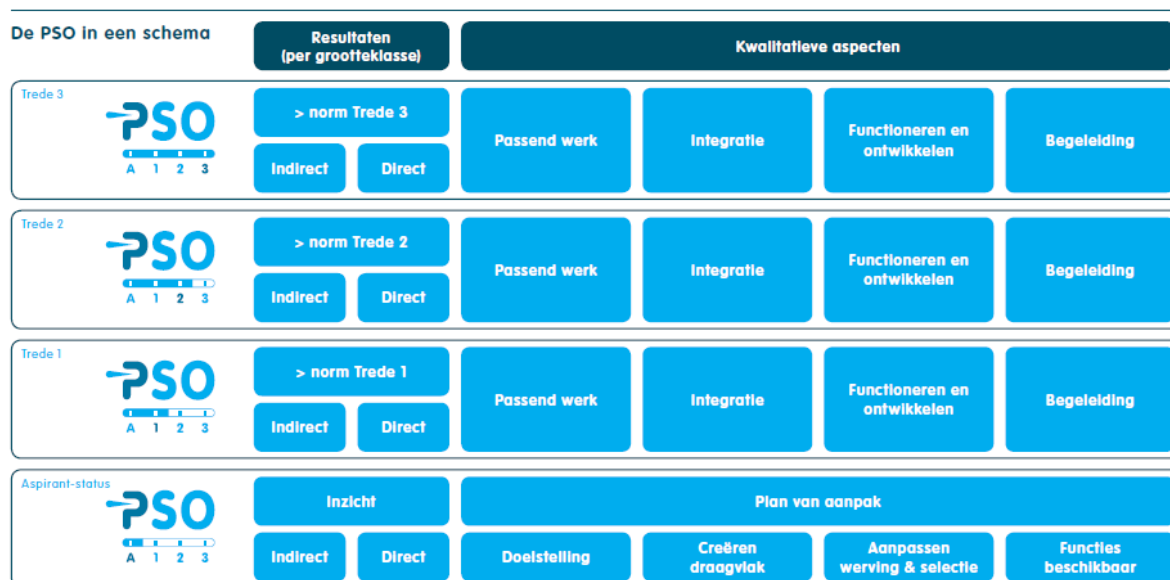 De PSO in een schema
Resultaten
(per grootteklasse)
Kwalitatieve aspecten
Trede 3
PSO
A 1 2 3
> norm Trede 3
Indirect
Direct
Passend werk
Integratie
Functioneren en
ontwikkelen
Begeleiding
Trede 2
PSO
A 1 2 3
> norm Trede 2
Indirect
Direct
Passend werk
Integratie
Functioneren en
ontwikkelen
Begeleiding
Trede 1
PSO
A 1 2 3
> norm Trede 1
Indirect
Direct
Passend werk
Integratie
Functioneren en
ontwikkelen
Begeleiding
Aspirant-status
PSO
A 1 2 3
Inzicht
Indirect
Direct
Plan van aanpak
Doelstelling
Creëren
draagvlak
Aanpassen
werving & selectie
Functies
beschikbaar